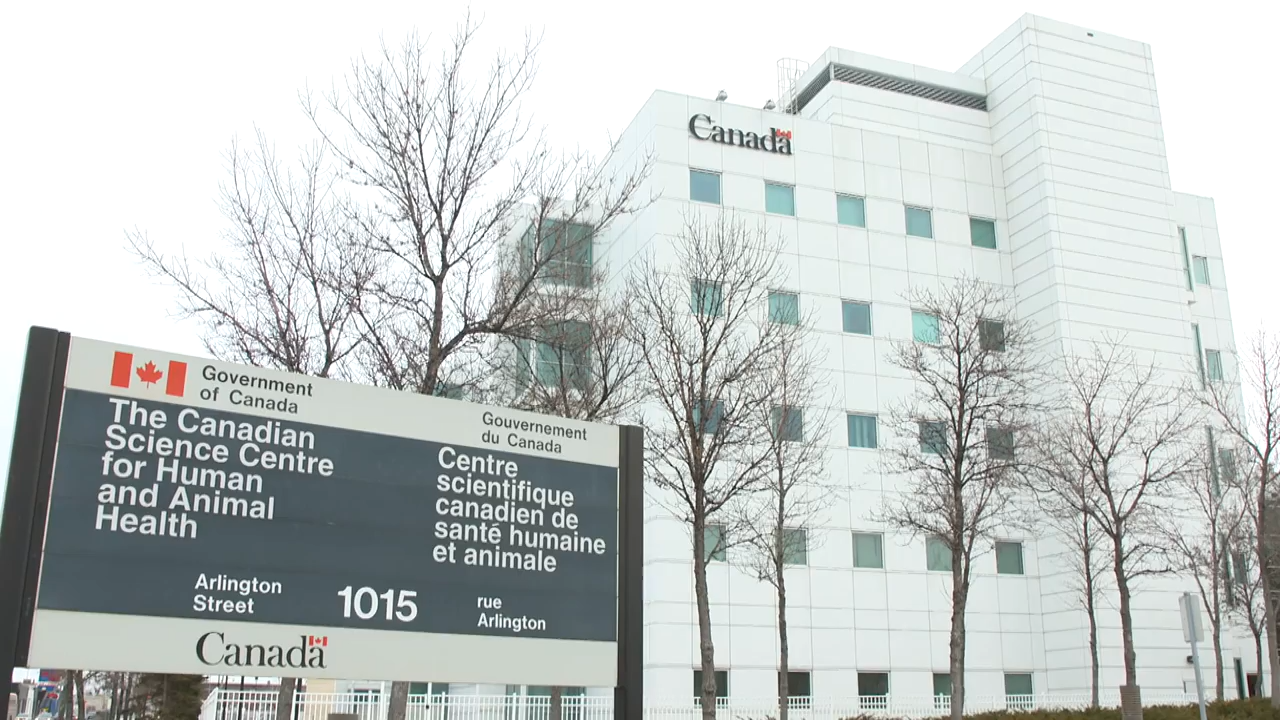 Canada
Government
of Canada
Gouvernement
du Canada
The Canadian
Science Centre
for Human
and Animal
Health
Centre
scientifique
canadien de
santé humaine
et animale
Arlington
Street
1015
rue
Arlington
Canada